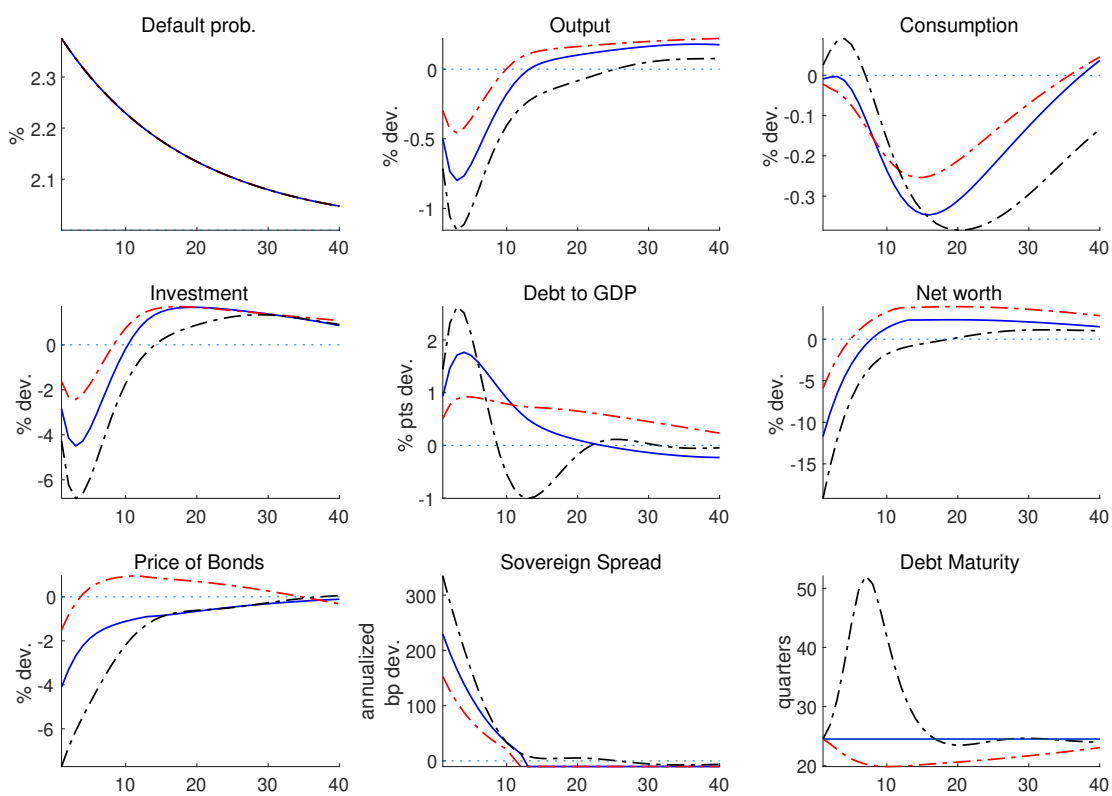 Default prob.
%
2.3
2.2
2.1
10 20 30 40
Output
% dev.
0
-0.5
-1
10 20 30 40
Consumption
% dev.
0
-0.1
-0.2
-0.3
10 20 30 40
Investment
% dev.
0
-2
-4
-6
10 20 30 40
Debt to GDP
% pts dev.
2
1
0
-1
10 20 30 40
Net worth
% dev.
0
-5
-10
-15
10 20 30 40
Price of Bonds
% dev.
0
-2
-4
-6
10 20 30 40
Sovereign Spread
annualized
bp dev.
300
200
100
0
10 20 30 40
Debt Maturity
quarters
50
40
30
20
10 20 30 40